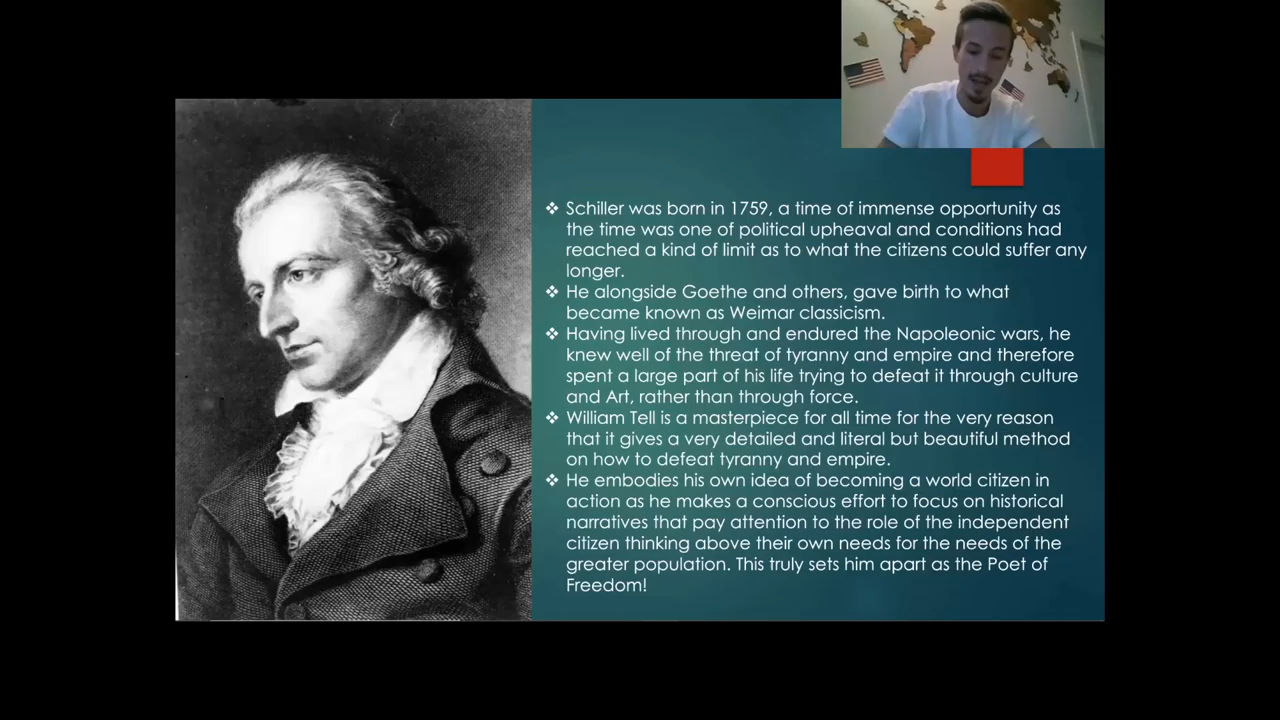 ❖ Schiller was born in 1759, a time of immense opportunity as
the time was one of political upheaval and conditions had
reached a kind of limit as to what the citizens could suffer any
longer.
❖ He alongside Goethe and others, gave birth to what
became known as Weimar classicism.
❖ Having lived through and endured the Napoleonic wars, he
knew well of the threat of tyranny and empire and therefore
spent a large part of his life trying to defeat it through culture
and Art, rather than through force.
❖ William Tell is a masterpiece for all time for the very reason
that it gives a very detailed and literal but beautiful method
on how to defeat tyranny and empire.
❖ He embodies his own idea of becoming a world citizen in
action as he makes a conscious effort to focus on historical
narratives that pay attention to the role of the independent
citizen thinking above their own needs for the needs of the
greater population. This truly sets him apart as the Poet of
Freedom!